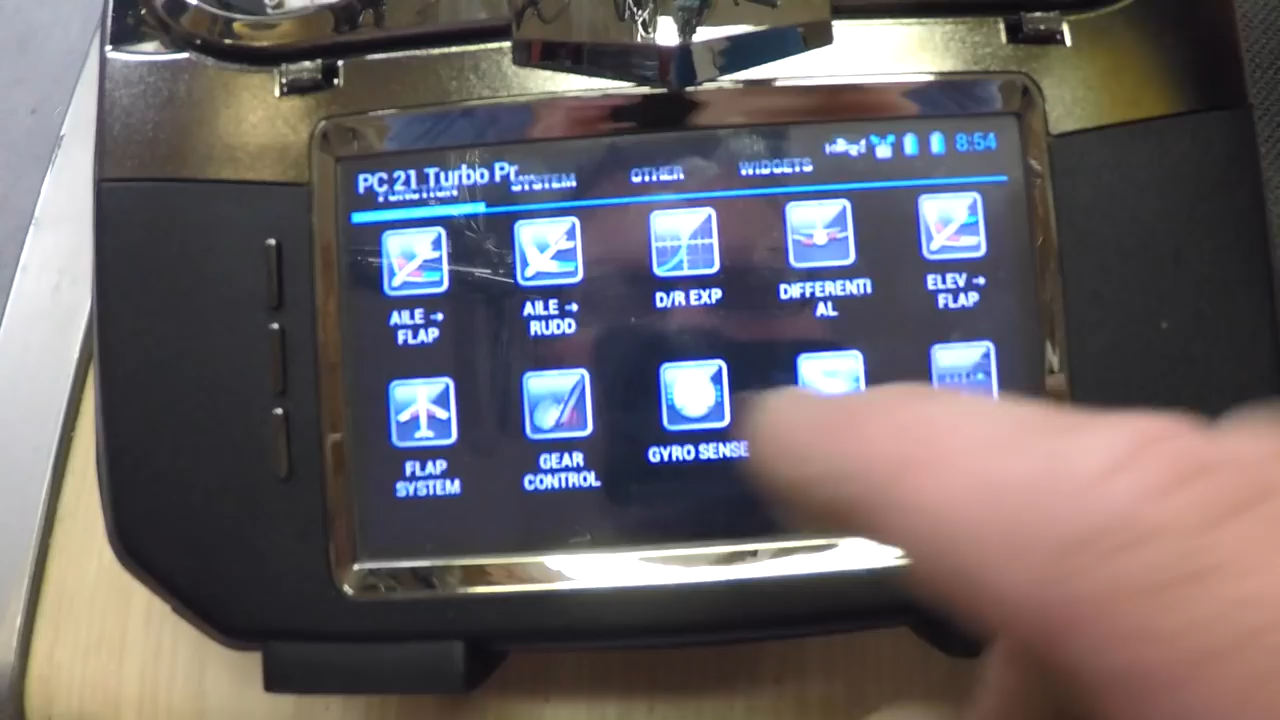 PC 21 Turbo Pr...
8:54
FUNCTION
SYSTEM
OTHER
WIDGETS
AILE →
FLAP
AILE →
RUDD
D/R EXP
DIFFERENTI
AL
ELEV →
FLAP
FLAP
SYSTEM
GEAR
CONTROL
GYRO SENSE